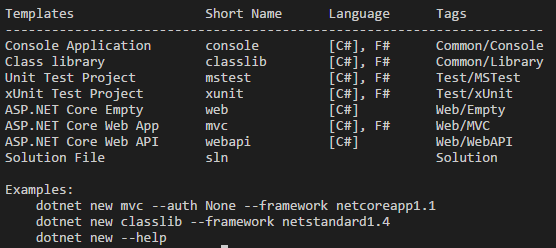 Templates Short Name Language Tags
--------------------------------------------------------------------------------
Console Application console [C#], F# Common/Console
Class library classlib [C#], F# Common/Library
Unit Test Project mstest [C#], F# Test/MSTest
xUnit Test Project xunit [C#], F# Test/xUnit
ASP.NET Core Empty web [C#] Web/Empty
ASP.NET Core Web App mvc [C#], F# Web/MVC
ASP.NET Core Web API webapi [C#] Web/WebAPI
Solution File sln Solution
Examples:
dotnet new mvc --auth None --framework netcoreapp1.1
dotnet new classlib --framework netstandard1.4
dotnet new --help